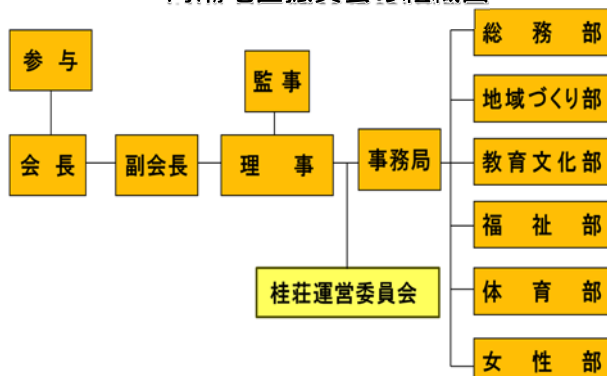 総務部
参与
監事
地域づくり部
会長
副会長
理事
事務局
教育文化部
福祉部
桂荘運営委員会
体育部
女性部